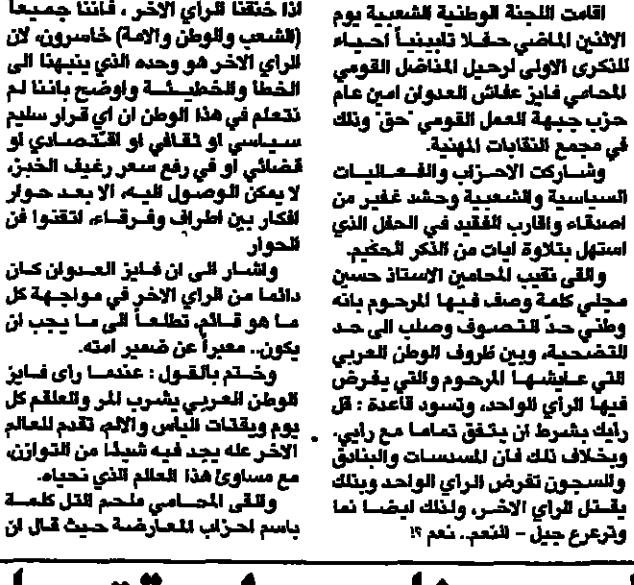 اقامت اللجنة الوطنية الشعبية يوم
الاثنين الماضي حفلا تابينياً احياء
للذكرى الاولى لرحيل المناضل القومي
المحامي فايز عفاش العدوان امين عام
حزب جبهة العمل القومي "حق" وذلك
في مجمع النقابات المهنية.
وشاركت الاحزاب والفعاليات
السياسية والشعبية وحشد غفير من
اصدقاء واقارب الفقيد في الحفل الذي
استهل بتلاوة ايات من الذكر الحكيم.
والقى نقيب المحامين الاستاذ حسين
مجلي كلمة وصف فيها المرحوم بانه
وطني حدّ التصوف وصلب الى حد
التضحية، وبين ظروف الوطن العربي
التي عايشها المرحوم والتي يفرض
فيها الرأي الواحد، وتسود قاعدة : قل
رايك بشرط ان يتفق تماما مع رايي.
وبخلاف ذلك فان المسدسات والبنادق
والسجون تفرض الراي الواحد وبذلك
يقتل الراي الاخر، ولذلك ايضا نما
وترعرع جيل - النعم.. نعم ؟!
اذا خنقنا الراي الاخر ، فاننا جميعا
(الشعب والوطن والامة) خاسرون، لان
الراي الاخر هو وحده الذي ينبهنا الى
الخطا والخطيئة واوضح باننا لم
نتعلم في هذا الوطن ان اي قرار سليم
سياسي او ثقافي او اقتصادي او
قضائي او في رفع سعر رغيف الخبز،
لا يمكن الوصول اليه، الا بعد حوار
افكار بين اطراف وفرقاء، اتقنوا فن
الحوار
واشار الى ان فايز العدوان كان
دائما من الراي الاخر في مواجهة كل
ما هو قائم، تطلعاً الى ما يجب ان
يكون.. معبراً عن ضمير امته.
وختم بالقول : عندما راى فايز
الوطن العربي يشرب المر والعلقم كل
يوم ويقتات الياس والالم، تقدم للعالم
الاخر عله يجد فيه شيئا من التوازن،
مع مساوئ هذا العالم الذي نحياه.
والقى المحامي ملحم التل كلمة
باسم احزاب المعارضة حيث قال ان